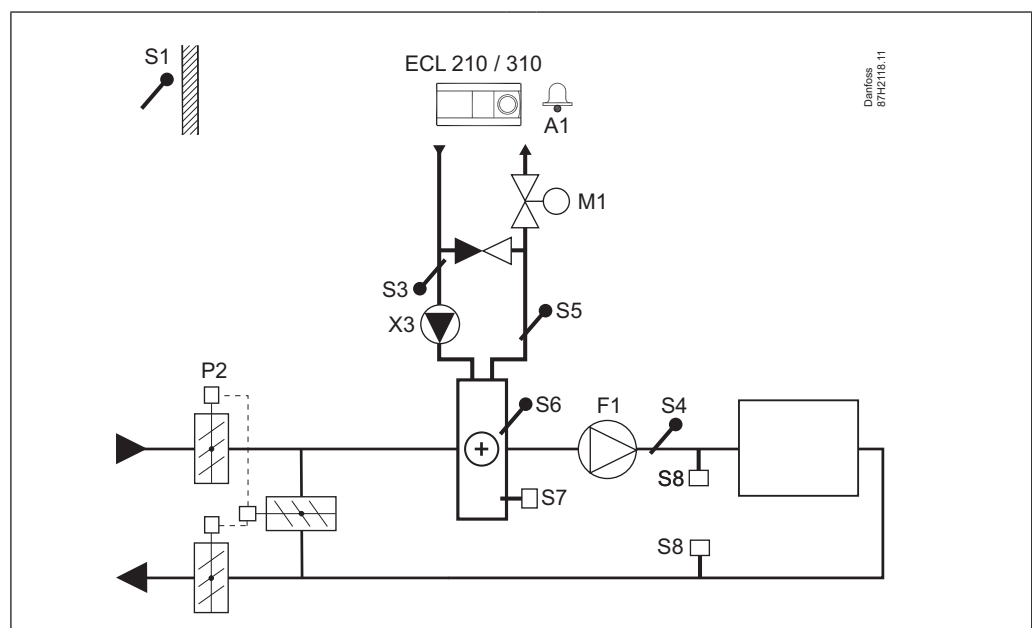 S1
ECL 210 / 310
A1
Danfoss
87H2118.11
M1
S3
S5
X3
P2
S6
F1
S4
S8
S7
S8